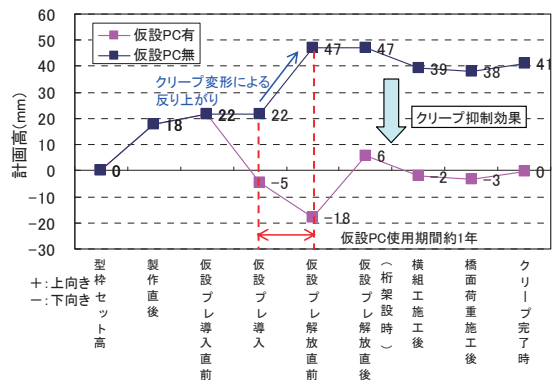 仮設PC有
仮設PC無
計画高(mm)
60
50
40
30
20
10
0
-10
-20
-30
クリープ変形による
反り上がり
クリープ抑制効果
仮設PC使用期間約1年
0
18
22
22
47
47
39
38
41
-5
-18
6
-2
-3
0
+:上向き
-:下向き
型枠セット高
製作直後
仮設プレ導入直前
仮設プレ導入
仮設プレ解放直前
仮設プレ解放直後
(桁架設時)
横組工施工後
橋面荷重施工後
クリープ完了時